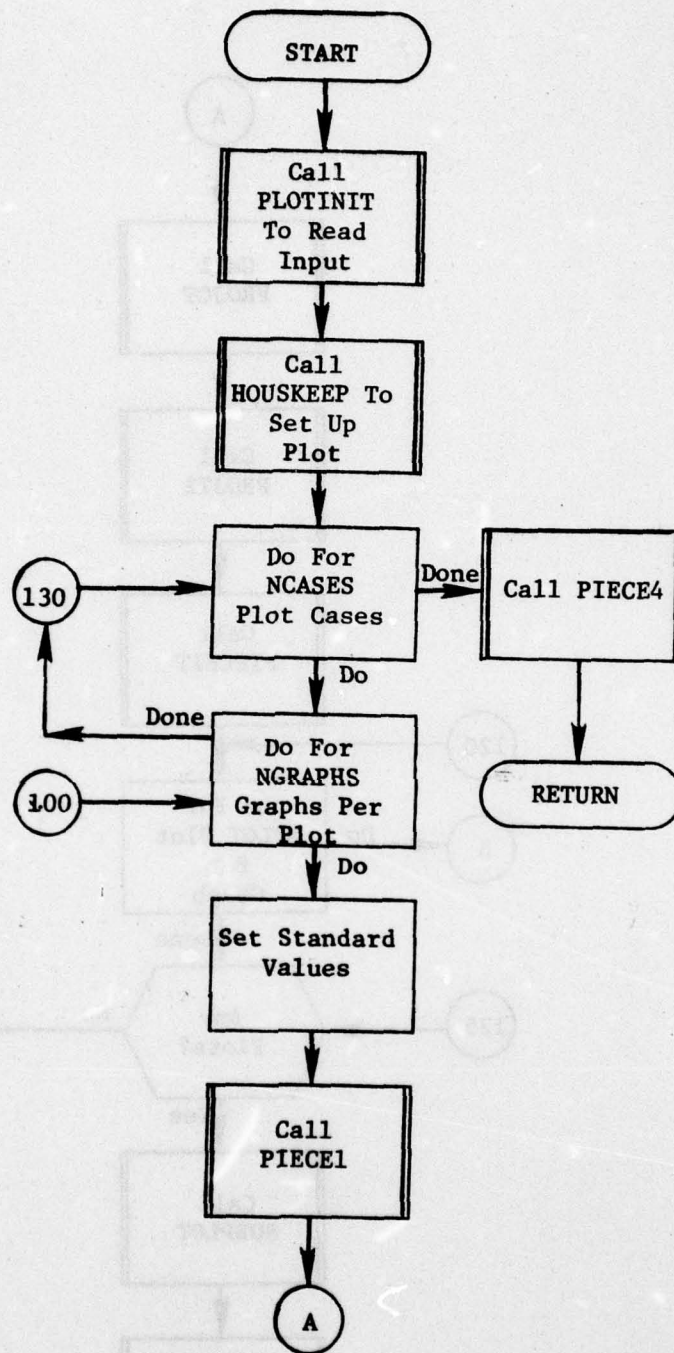 START
Call
PLOTINIT
To Read
Input
Call
HOUSKEEP To
Set Up
Plot
130
Do For
NCASES
Plot Cases
Done
Call PIECE4
Do
Done
100
Do For
NGRAPHS
Graphs Per
Plot
RETURN
Do
Set Standard
Values
Call
PIECE1
A